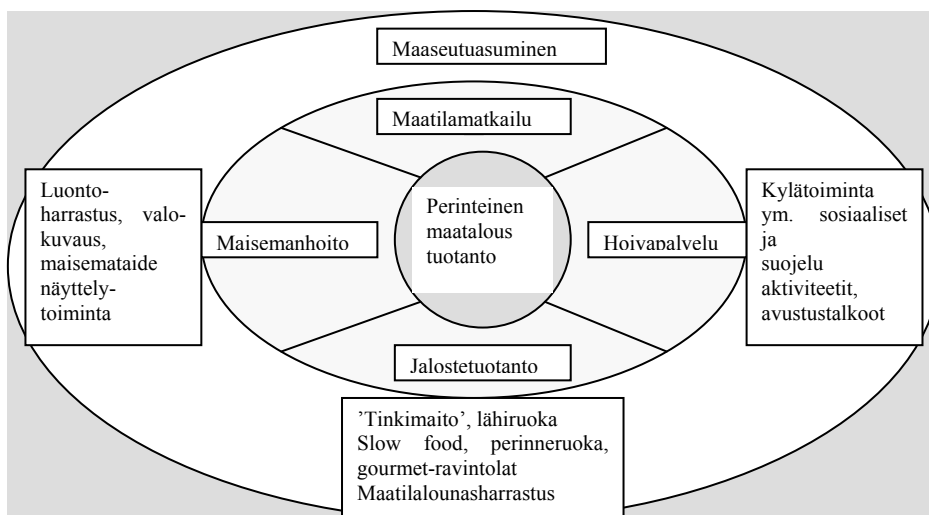 Maaseutuasuminen
Maatilamatkailu
Luonto-
harrastus, valo-
kuvaus,
maisemataide
näyttely-
toiminta
Maisemanhoito
Perinteinen
maatalous
tuotanto
Hoivapalvelu
Kylätoiminta
ym. sosiaaliset
ja
suojelu
aktiviteetit,
avustustalkoot
Jalostetuotanto
’Tinkimaito’, lähiruoka
Slow food, perinneruoka,
gourmet-ravintolat
Maatilalounasharrastus